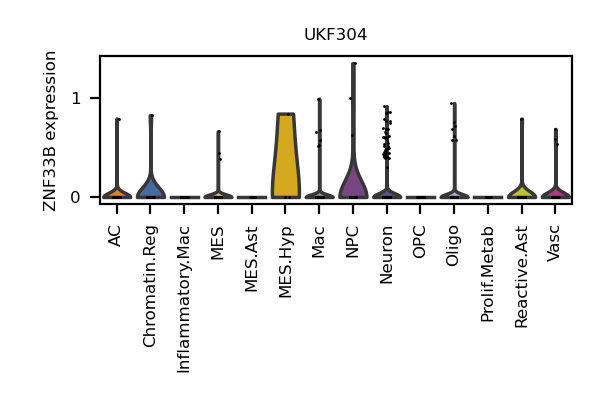 UKF304
ZNF33B expression
1
0
AC
Chromatin.Reg
Inflammatory.Mac
MES
MES.Ast
MES.Hyp
Mac
NPC
Neuron
OPC
Oligo
Prolif.Metab
Reactive.Ast
Vasc